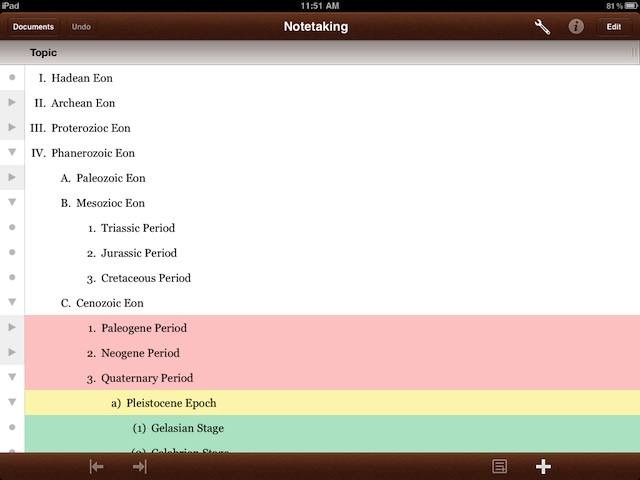 iPad 11:51 AM 81 %
Documents Undo Notetaking Edit
Topic
I. Hadean Eon
II. Archean Eon
III. Proterozioc Eon
IV. Phanerozoic Eon
A. Paleozoic Eon
B. Mesozioc Eon
1. Triassic Period
2. Jurassic Period
3. Cretaceous Period
C. Cenozoic Eon
1. Paleogene Period
2. Neogene Period
3. Quaternary Period
a) Pleistocene Epoch
(1) Gelasian Stage
(2) Calabrian Stage